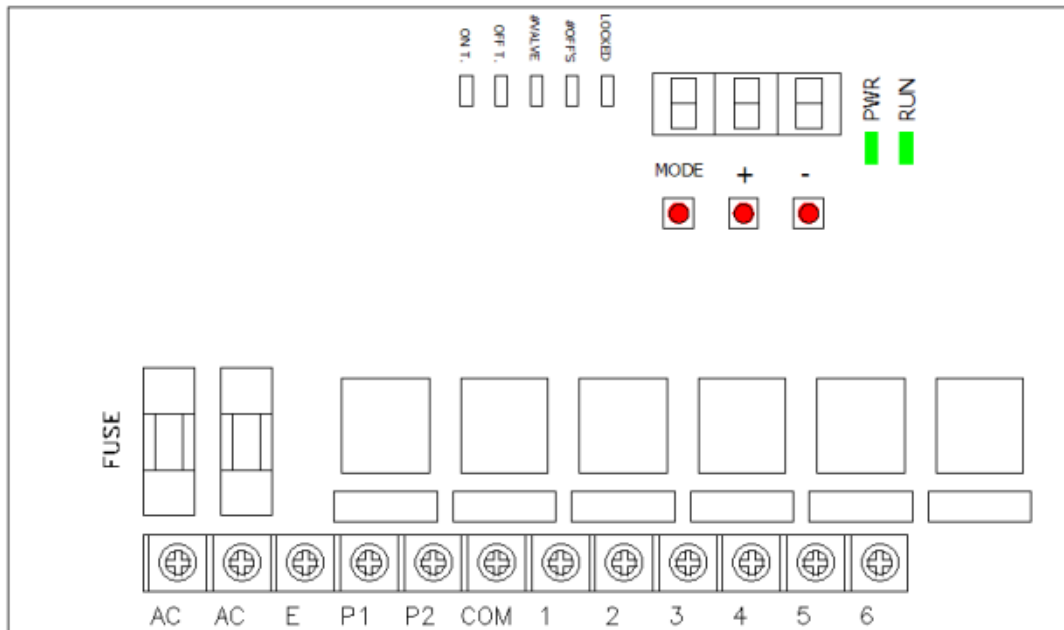 ON T.
OFF T.
#VALVE
#OFF'S
LOCKED
PWR
RUN
MODE + -
FUSE
AC AC E P1 P2 COM 1 2 3 4 5 6